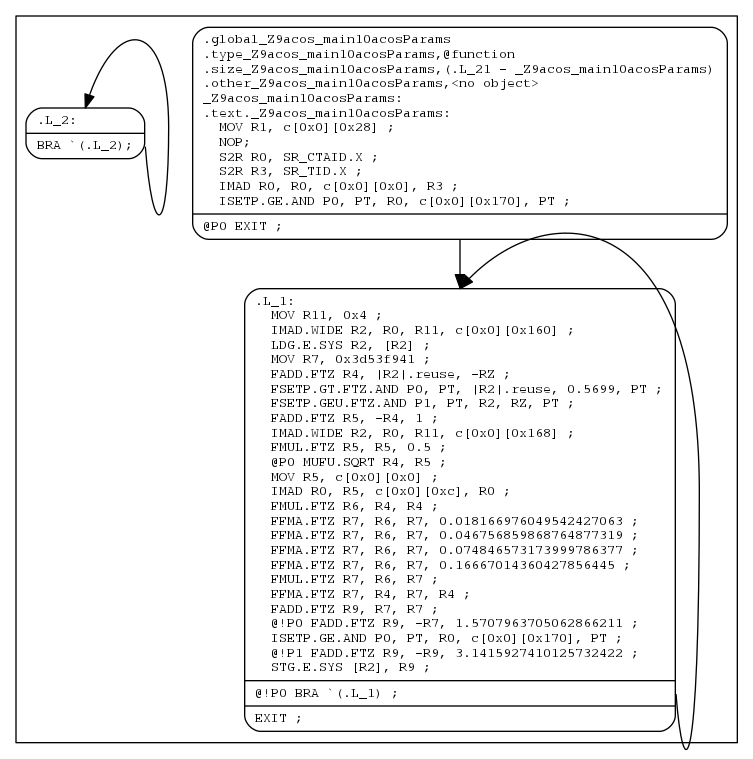 .L_2:
BRA `(.L_2);
.global_Z9acos_main10acosParams
.type_Z9acos_main10acosParams,@function
.size_Z9acos_main10acosParams,(.L_21 - _Z9acos_main10acosParams)
.other_Z9acos_main10acosParams,<no object>
_Z9acos_main10acosParams:
.text._Z9acos_main10acosParams:
MOV R1, c[0x0][0x28] ;
NOP;
S2R R0, SR_CTAID.X ;
S2R R3, SR_TID.X ;
IMAD R0, R0, c[0x0][0x0], R3 ;
ISETP.GE.AND P0, PT, R0, c[0x0][0x170], PT ;
@P0 EXIT ;
.L_1:
MOV R11, 0x4 ;
IMAD.WIDE R2, R0, R11, c[0x0][0x160] ;
LDG.E.SYS R2, [R2] ;
MOV R7, 0x3d53f941 ;
FADD.FTZ R4, |R2|.reuse, -RZ ;
FSETP.GT.FTZ.AND P0, PT, |R2|.reuse, 0.5699, PT ;
FSETP.GEU.FTZ.AND P1, PT, R2, RZ, PT ;
FADD.FTZ R5, -R4, 1 ;
IMAD.WIDE R2, R0, R11, c[0x0][0x168] ;
FMUL.FTZ R5, R5, 0.5 ;
@P0 MUFU.SQRT R4, R5 ;
MOV R5, c[0x0][0x0] ;
IMAD R0, R5, c[0x0][0xc], R0 ;
FMUL.FTZ R6, R4, R4 ;
FFMA.FTZ R7, R6, R7, 0.018166976049542427063 ;
FFMA.FTZ R7, R6, R7, 0.046756859868764877319 ;
FFMA.FTZ R7, R6, R7, 0.074846573173999786377 ;
FFMA.FTZ R7, R6, R7, 0.16667014360427856445 ;
FMUL.FTZ R7, R6, R7 ;
FFMA.FTZ R7, R4, R7, R4 ;
FADD.FTZ R9, R7, R7 ;
@!P0 FADD.FTZ R9, -R7, 1.5707963705062866211 ;
ISETP.GE.AND P0, PT, R0, c[0x0][0x170], PT ;
@!P1 FADD.FTZ R9, -R9, 3.1415927410125732422 ;
STG.E.SYS [R2], R9 ;
@!P0 BRA `(.L_1) ;
EXIT ;